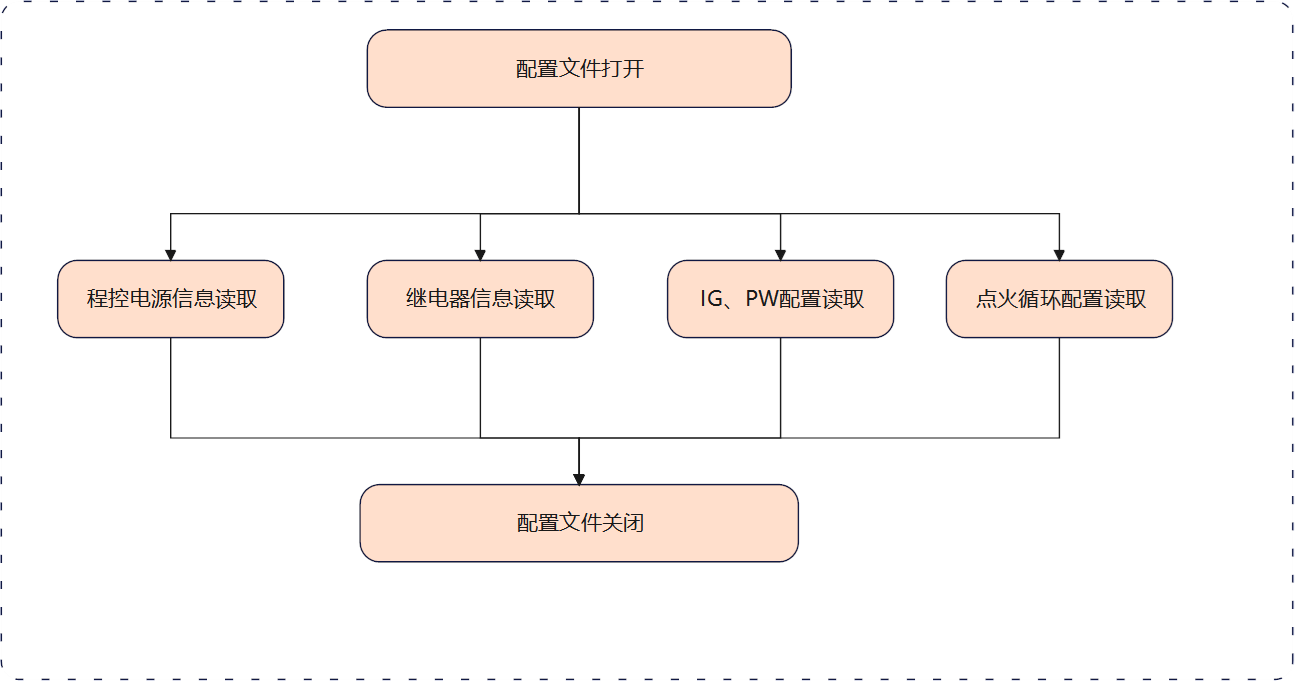 配置文件打开
程控电源信息读取
继电器信息读取
IG、PW配置读取
点火循环配置读取
配置文件关闭